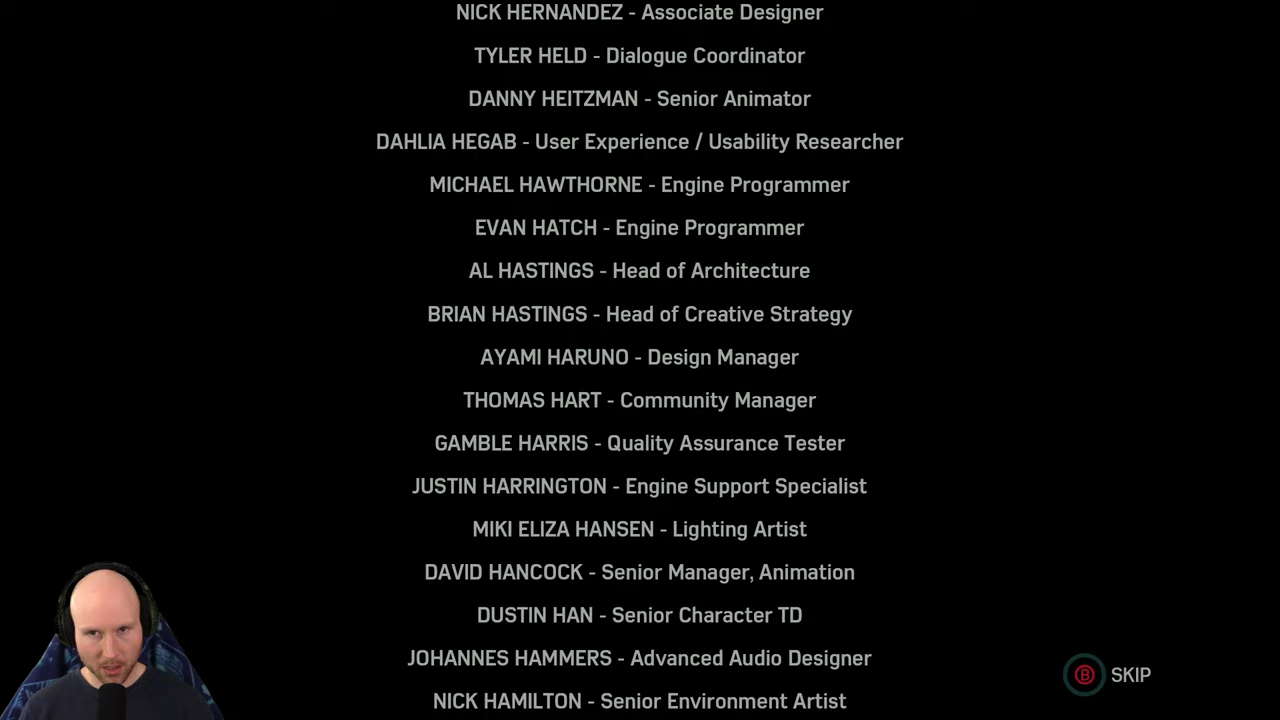 NICK HERNANDEZ - Associate Designer
TYLER HELD - Dialogue Coordinator
DANNY HEITZMAN - Senior Animator
DAHLIA HEGAB - User Experience / Usability Researcher
MICHAEL HAWTHORNE - Engine Programmer
EVAN HATCH - Engine Programmer
AL HASTINGS - Head of Architecture
BRIAN HASTINGS - Head of Creative Strategy
AYAMI HARUNO - Design Manager
THOMAS HART - Community Manager
GAMBLE HARRIS - Quality Assurance Tester
JUSTIN HARRINGTON - Engine Support Specialist
MIKI ELIZA HANSEN - Lighting Artist
DAVID HANCOCK - Senior Manager, Animation
DUSTIN HAN - Senior Character TD
JOHANNES HAMMERS - Advanced Audio Designer
B SKIP
NICK HAMILTON - Senior Environment Artist